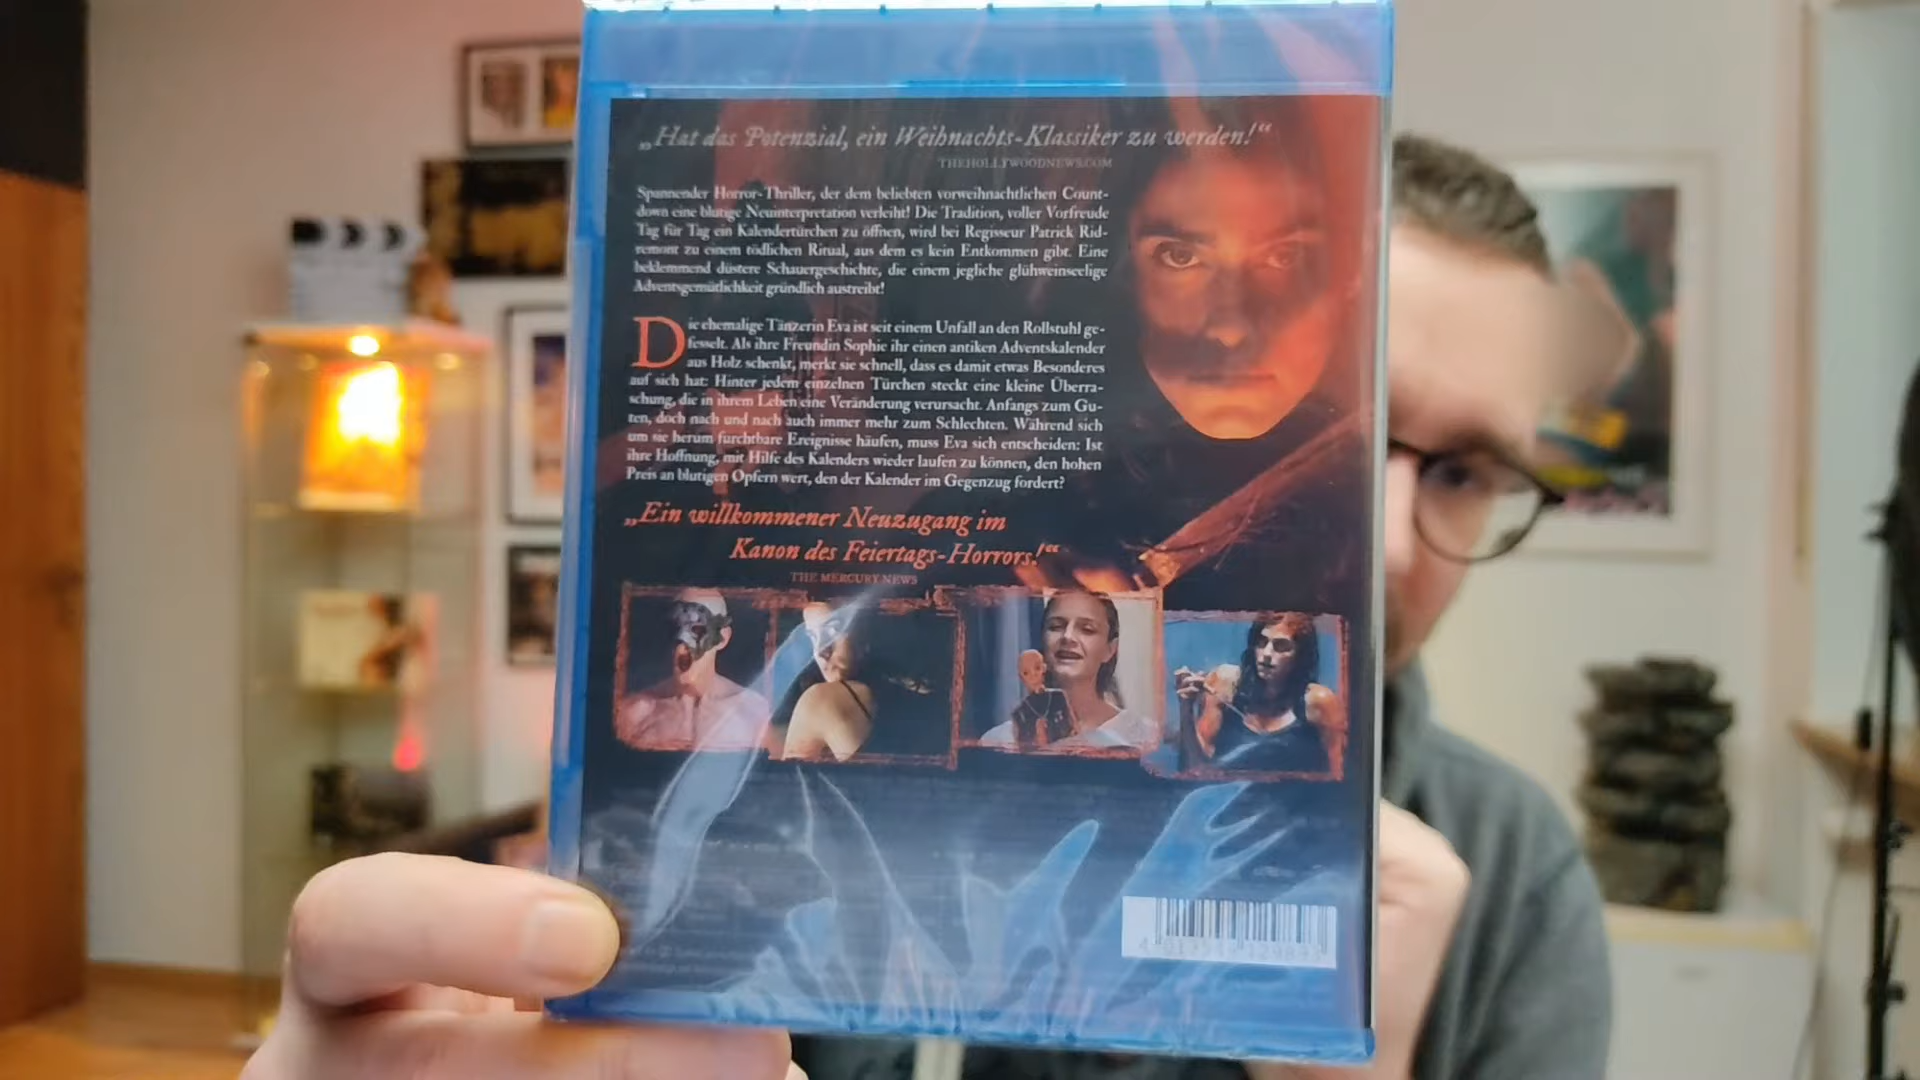 „Hat das Potenzial, ein Weihnachts-Klassiker zu werden!“
THEHOLLYWOODNEWS.COM
Spannender Horror-Thriller, der dem beliebten vorweihnachtlichen Count-
down eine blutige Neuinterpretation verleiht! Die Tradition, voller Vorfreude
Tag für Tag ein Kalendertürchen zu öffnen, wird bei Regisseur Patrick Rid-
remont zu einem tödlichen Ritual, aus dem es kein Entkommen gibt. Eine
beklemmend düstere Schauergeschichte, die einem jegliche glühweinseelige
Adventsgemütlichkeit gründlich austreibt!
Die ehemalige Tänzerin Eva ist seit einem Unfall an den Rollstuhl ge-
fesselt. Als ihre Freundin Sophie ihr einen antiken Adventskalender
aus Holz schenkt, merkt sie schnell, dass es damit etwas Besonderes
auf sich hat: Hinter jedem einzelnen Türchen steckt eine kleine Überra-
schung, die in ihrem Leben eine Veränderung verursacht. Anfangs zum Gu-
ten, doch nach und nach auch immer mehr zum Schlechten. Während sich
um sie herum furchtbare Ereignisse häufen, muss Eva sich entscheiden: Ist
ihre Hoffnung, mit Hilfe des Kalenders wieder laufen zu können, den hohen
Preis an blutigen Opfern wert, den der Kalender im Gegenzug fordert?
„Ein willkommener Neuzugang im
Kanon des Feiertags-Horrors!“
THE MERCURY NEWS